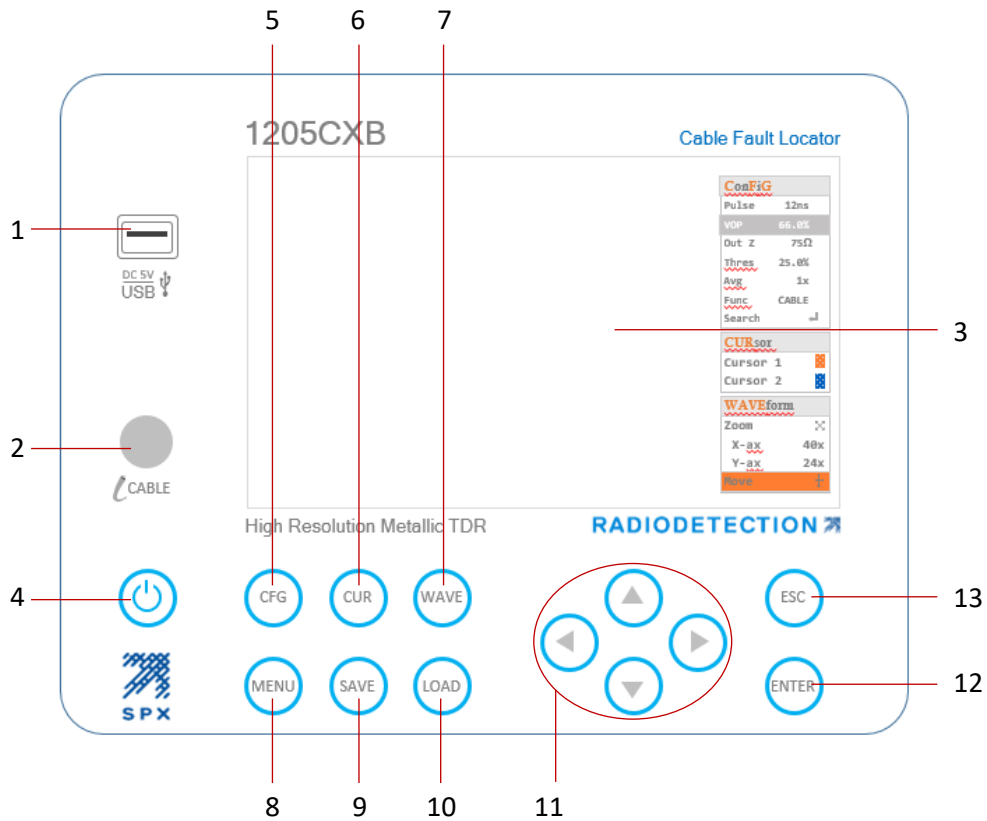 5 6 7
1205CXB Cable Fault Locator
ConFiG
Pulse 12ns
VOP 66.0%
Out Z 75Ω
Thres 25.0%
Avg 1x
Func CABLE
Search
CURsor
Cursor 1
Cursor 2
WAVEform
Zoom
X-ax 40x
Y-ax 24x
Move
1
DC 5V
USB
3
2
CABLE
High Resolution Metallic TDR RADIODETECTION
4 CFG CUR WAVE ESC 13
MENU SAVE LOAD ENTER 12
SPX
8 9 10 11